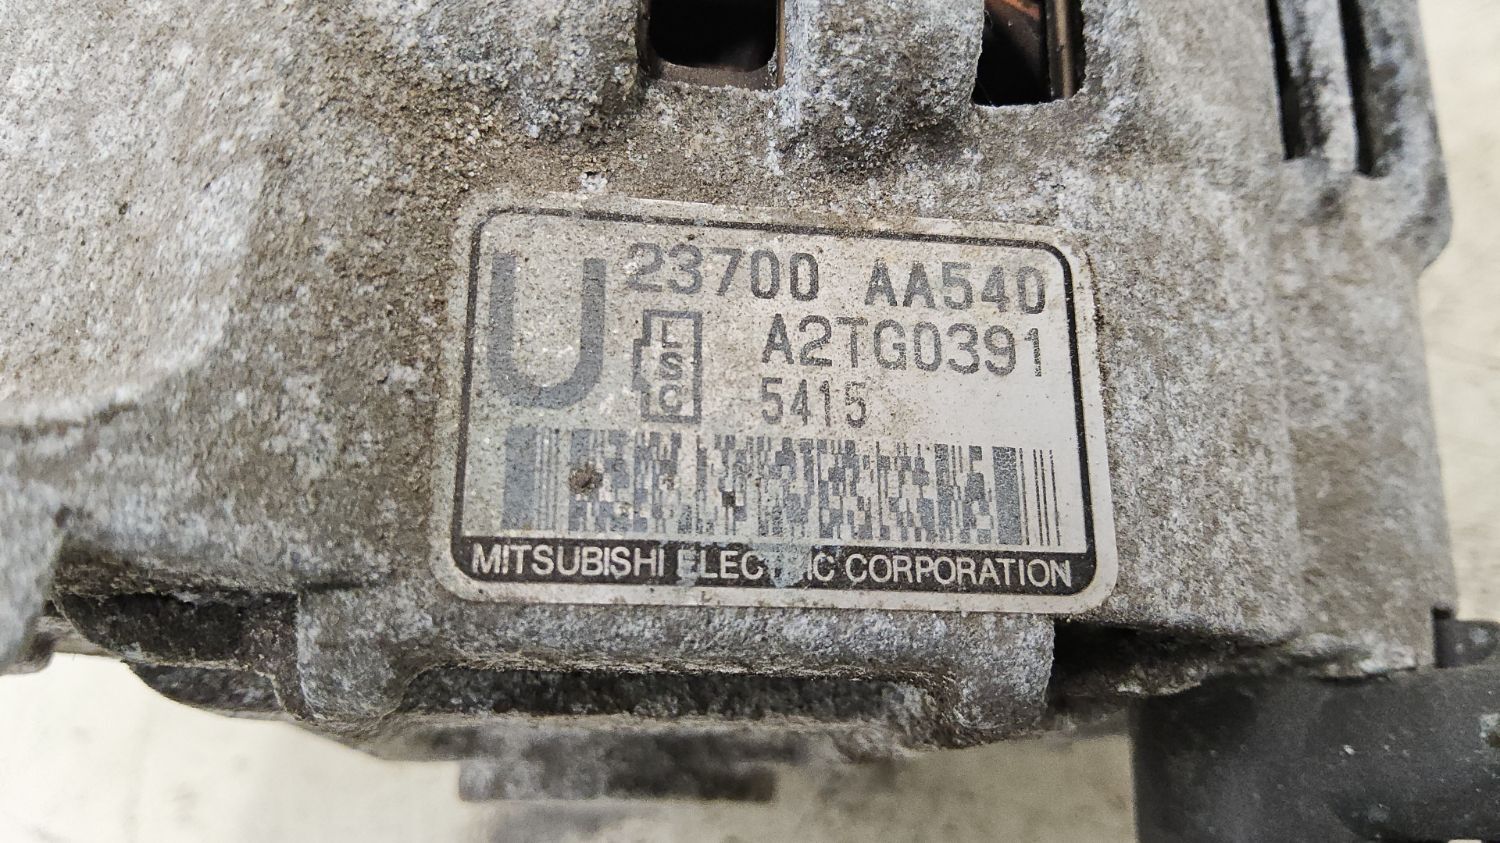 U
23700 AA540
LSC
A2TG0391
5415
MITSUBISHI ELECTRIC CORPORATION